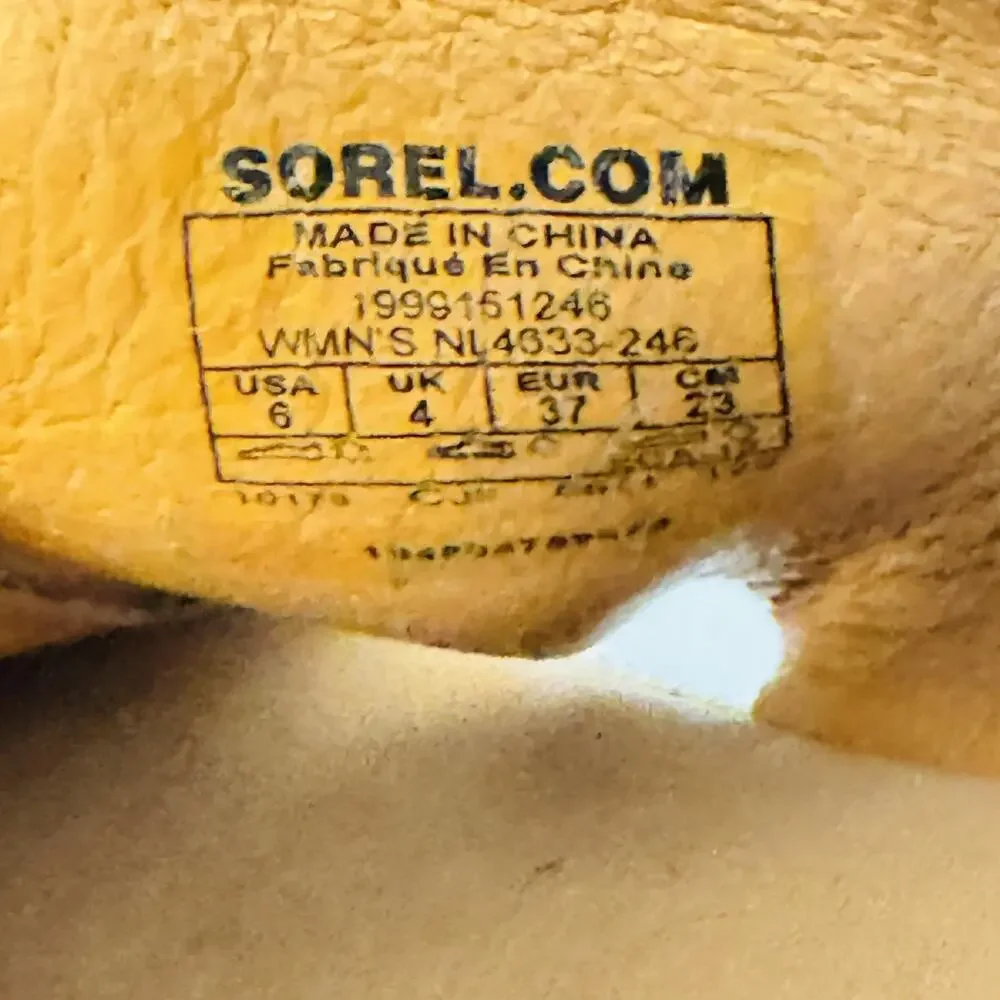 SOREL.COM
MADE IN CHINA
Fabriqué En Chine
1999151246
WMN'S NL4633-246
USA UK EUR CM
6 4 37 23